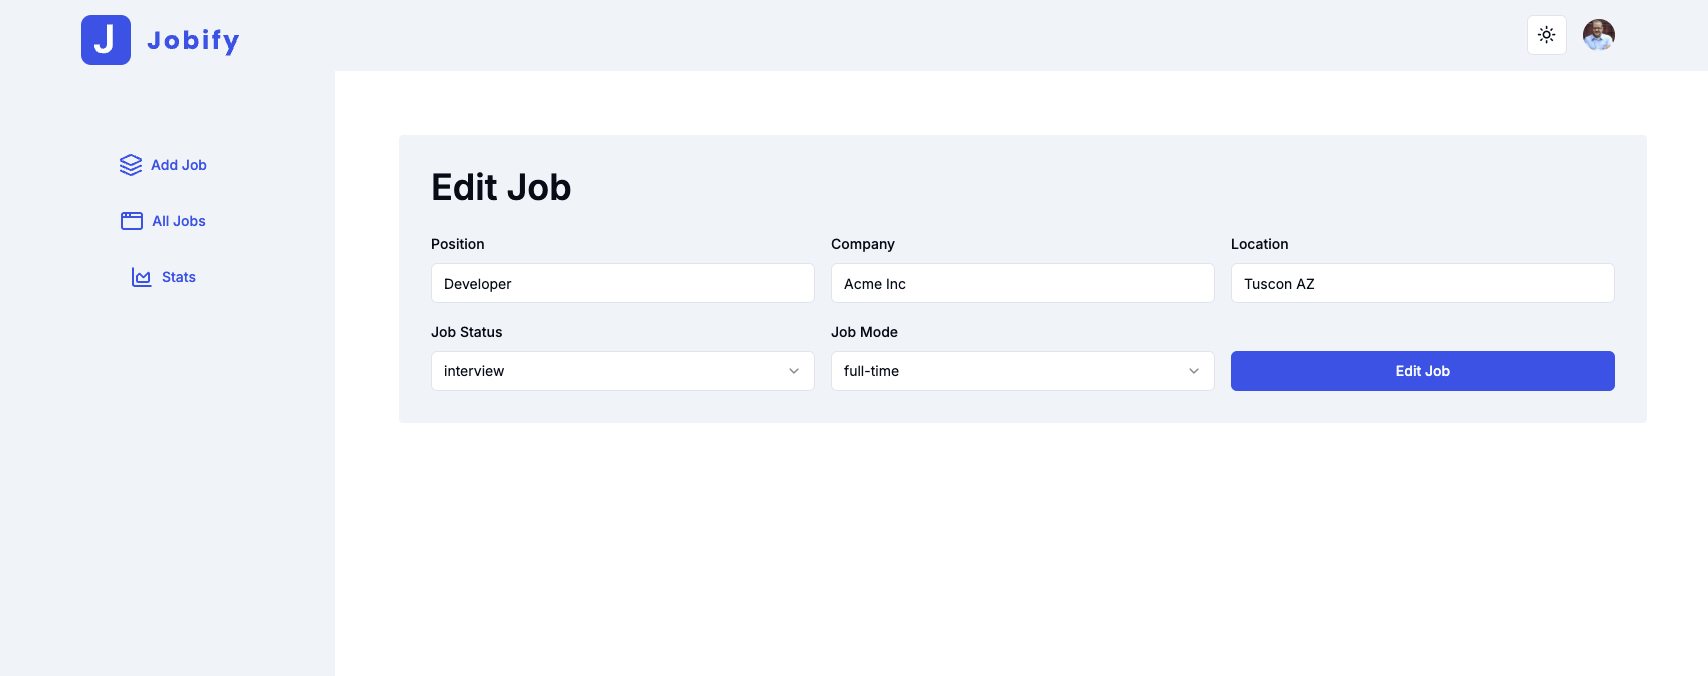 J Jobify
Add Job
All Jobs
Stats
Edit Job
Position Company Location
Developer Acme Inc Tuscon AZ
Job Status Job Mode
interview full-time Edit Job